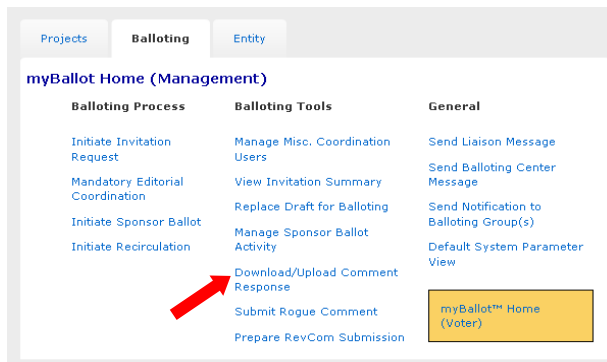 Projects
Balloting
Entity
myBallot Home (Management)
Balloting Process
Initiate Invitation
Request
Mandatory Editorial
Coordination
Initiate Sponsor Ballot
Initiate Recirculation
Balloting Tools
Manage Misc. Coordination
Users
View Invitation Summary
Replace Draft for Balloting
Manage Sponsor Ballot
Activity
Download/Upload Comment
Response
Submit Rogue Comment
Prepare RevCom Submission
General
Send Liaison Message
Send Balloting Center
Message
Send Notification to
Balloting Group(s)
Default System Parameter
View
myBallot™ Home
(Voter)